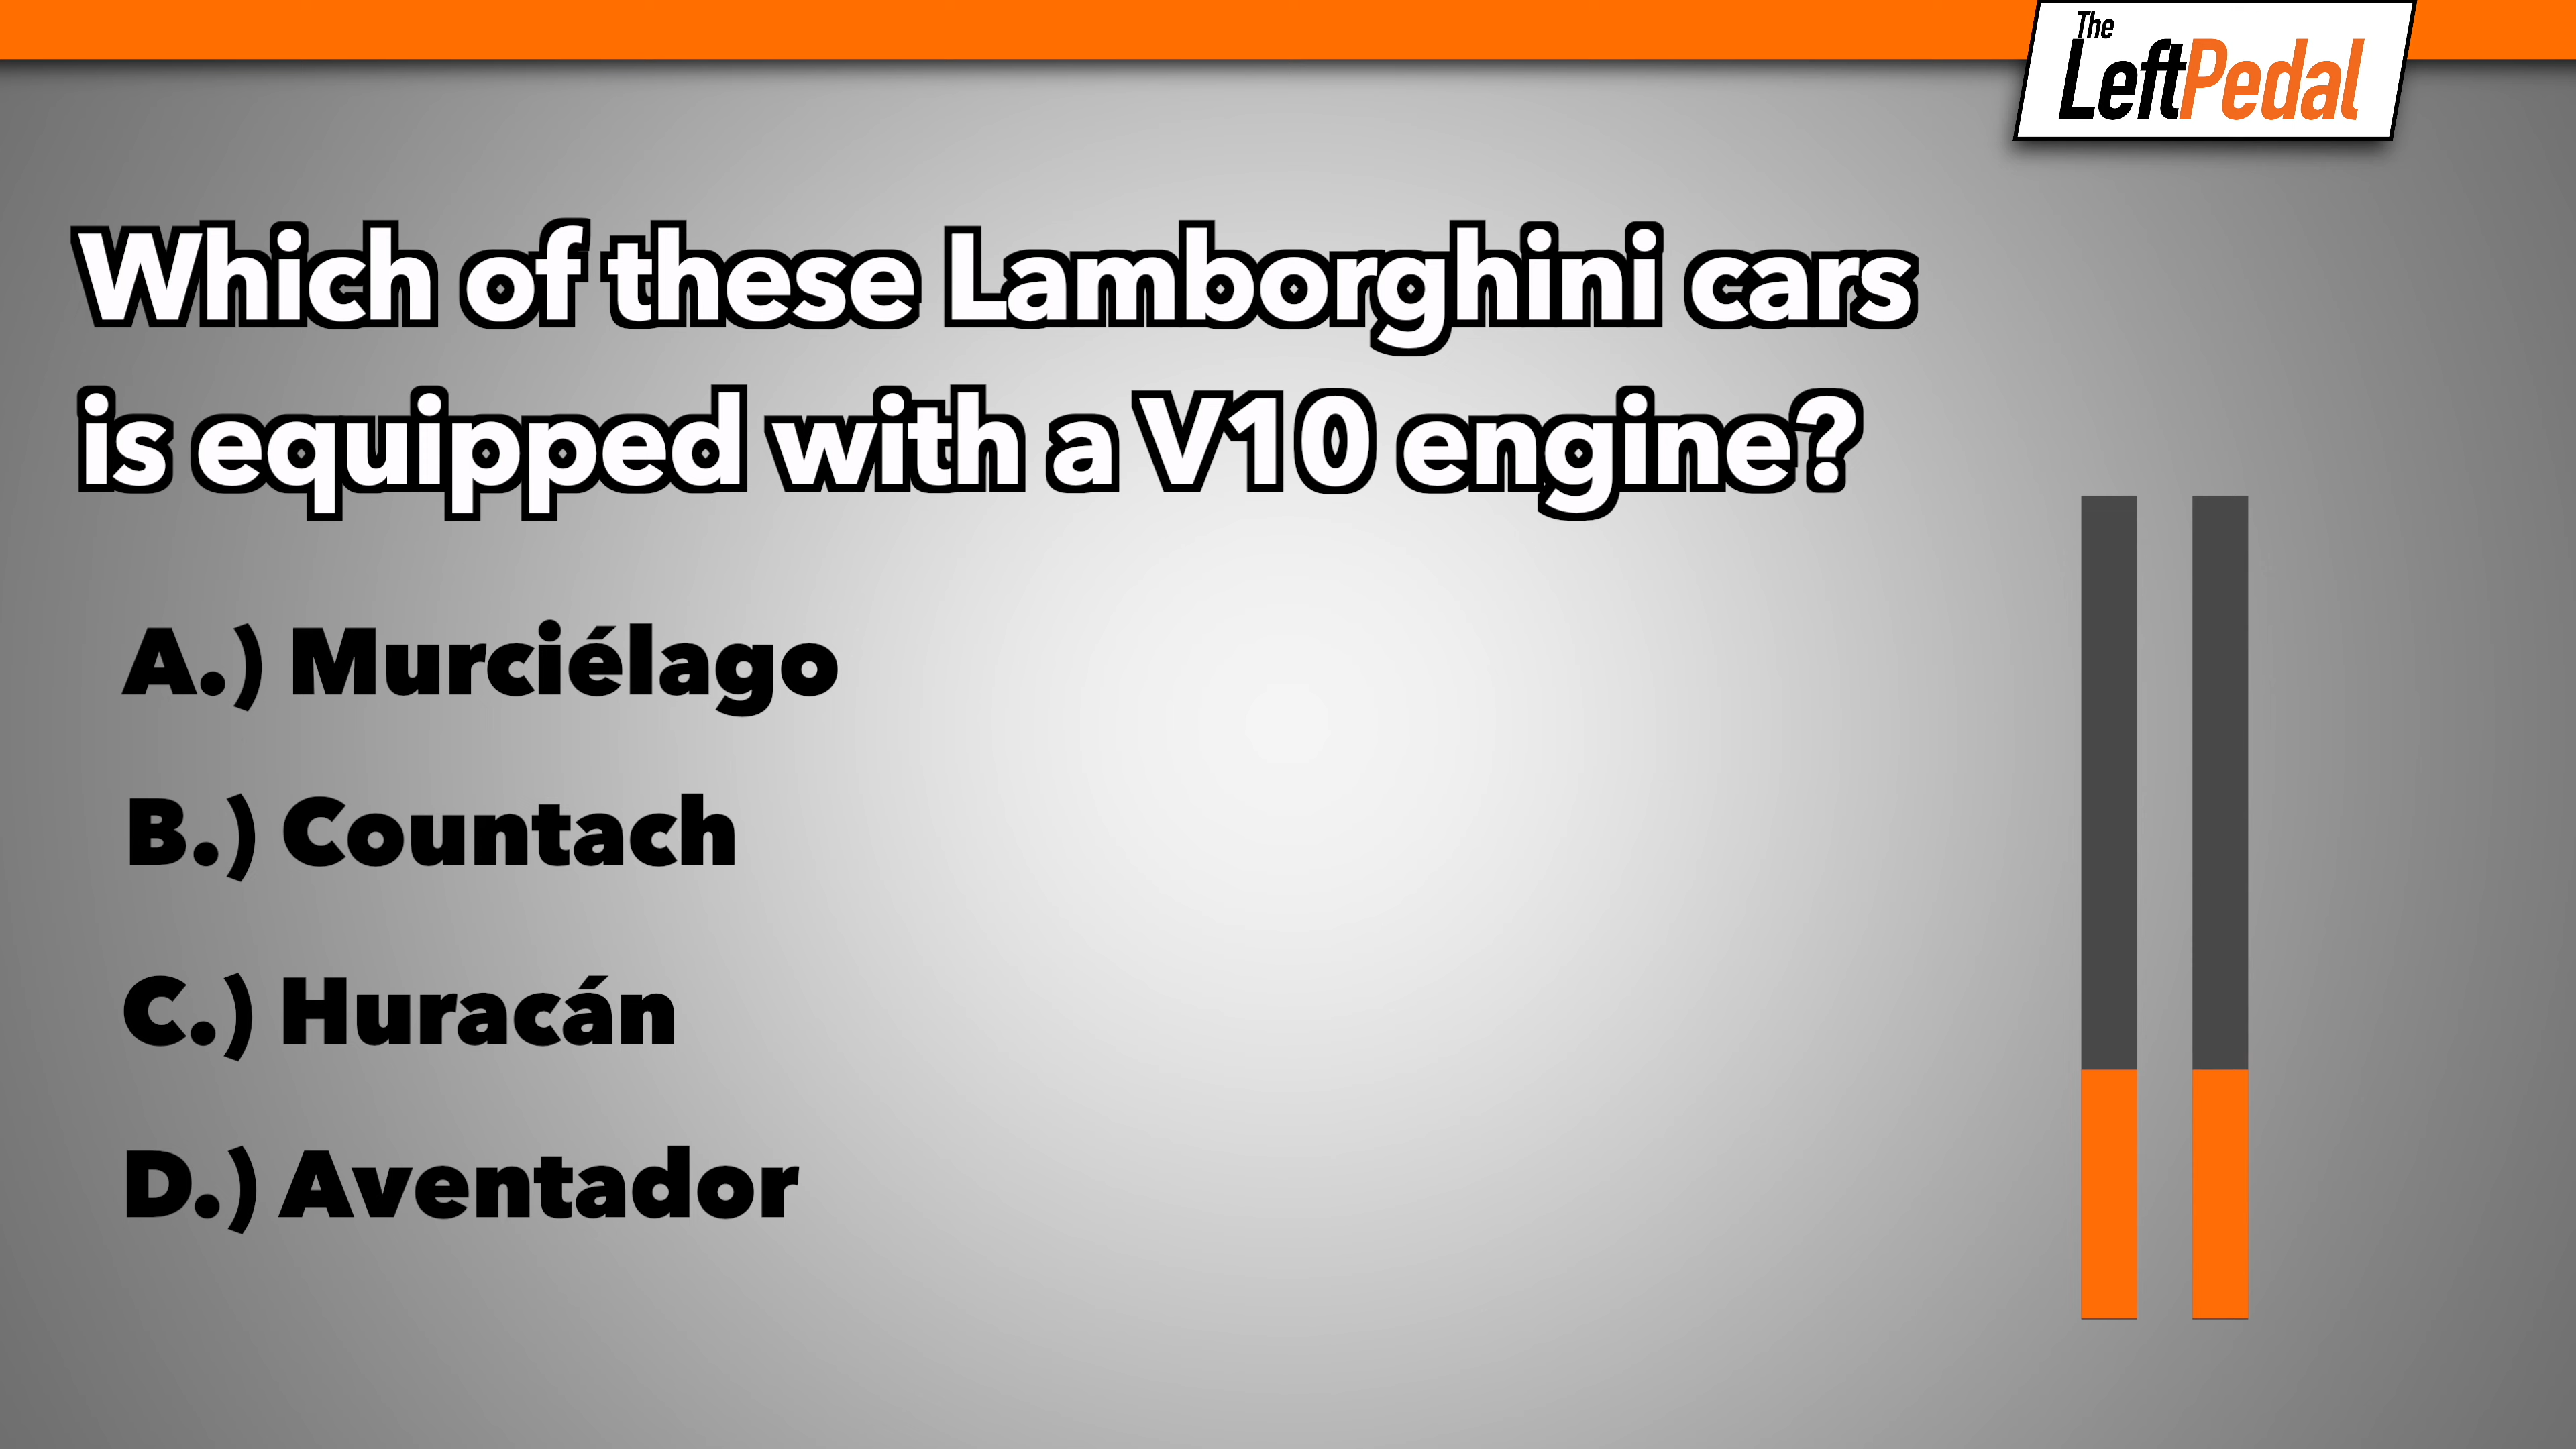 The
LeftPedal
Which of these Lamborghini cars
is equipped with a V10 engine?
A.) Murciélago
B.) Countach
C.) Huracán
D.) Aventador